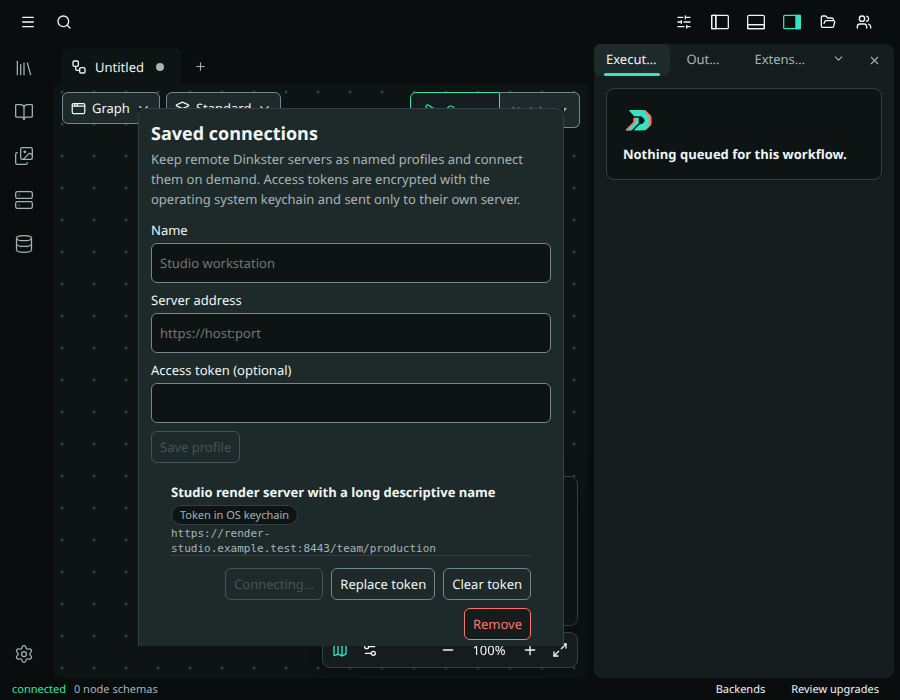 Untitled
Execut...
Out...
Extens...
Graph
Standard
Saved connections
Keep remote Dinkster servers as named profiles and connect
them on demand. Access tokens are encrypted with the
operating system keychain and sent only to their own server.
Nothing queued for this workflow.
Name
Studio workstation
Server address
https://host:port
Access token (optional)
Save profile
Studio render server with a long descriptive name
Token in OS keychain
https://render-
studio.example.test:8443/team/production
Connecting...
Replace token
Clear token
Remove
100%
connected
0 node schemas
Backends
Review upgrades